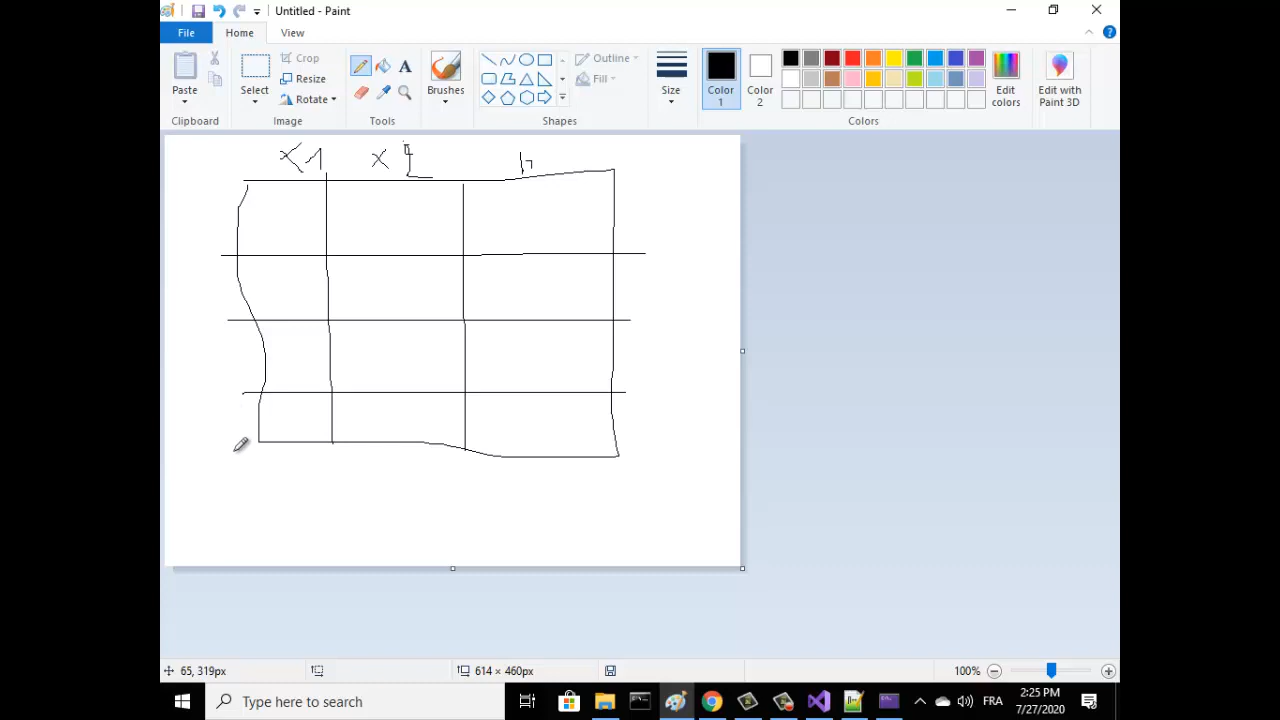 Untitled - Paint
File Home View
Paste
Select
Crop
Resize
Rotate
A
Brushes
Outline
Fill
Size
Color 1
Color 2
Edit colors
Edit with Paint 3D
Clipboard Image Tools Shapes Colors
x1
65, 319px 614 × 460px 100%
Type here to search
FRA
2:25 PM
7/27/2020